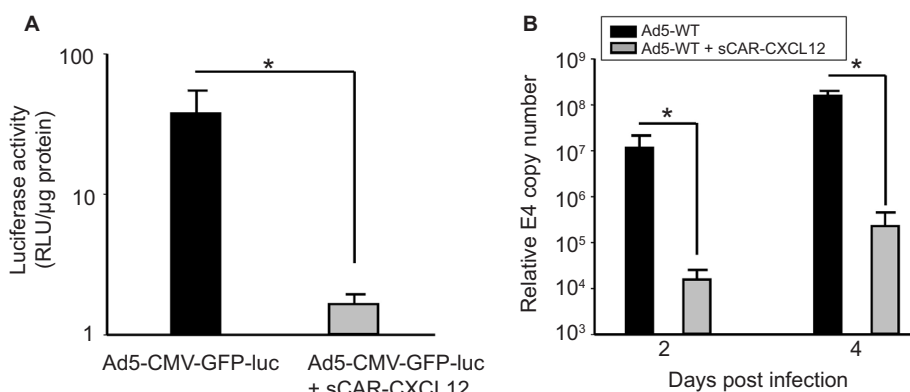 A
Luciferase activity
(RLU/µg protein)
100
10
1
*
Ad5-CMV-GFP-luc
Ad5-CMV-GFP-luc
+ sCAR-CXCL12
B
Ad5-WT
Ad5-WT + sCAR-CXCL12
Relative E4 copy number
10⁹
10⁸
10⁷
10⁶
10⁵
10⁴
10³
*
*
2
4
Days post infection